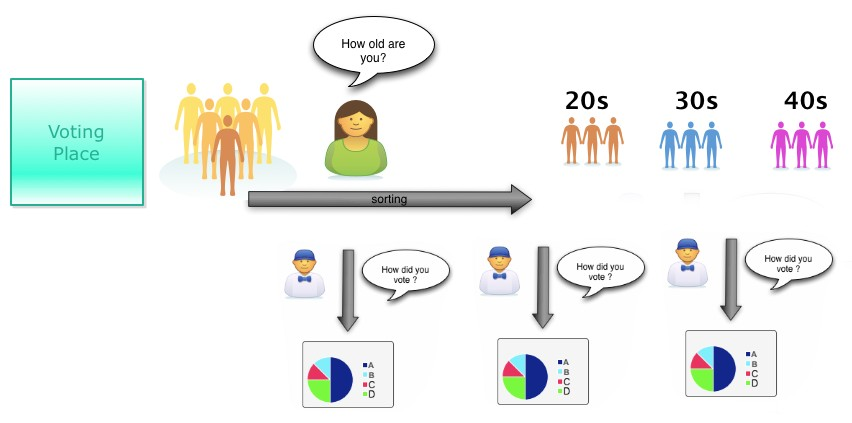 How old are
you?
Voting
Place
20s
30s
40s
sorting
How did you
vote ?
How did you
vote ?
How did you
vote ?
A
B
C
D
A
B
C
D
A
B
C
D